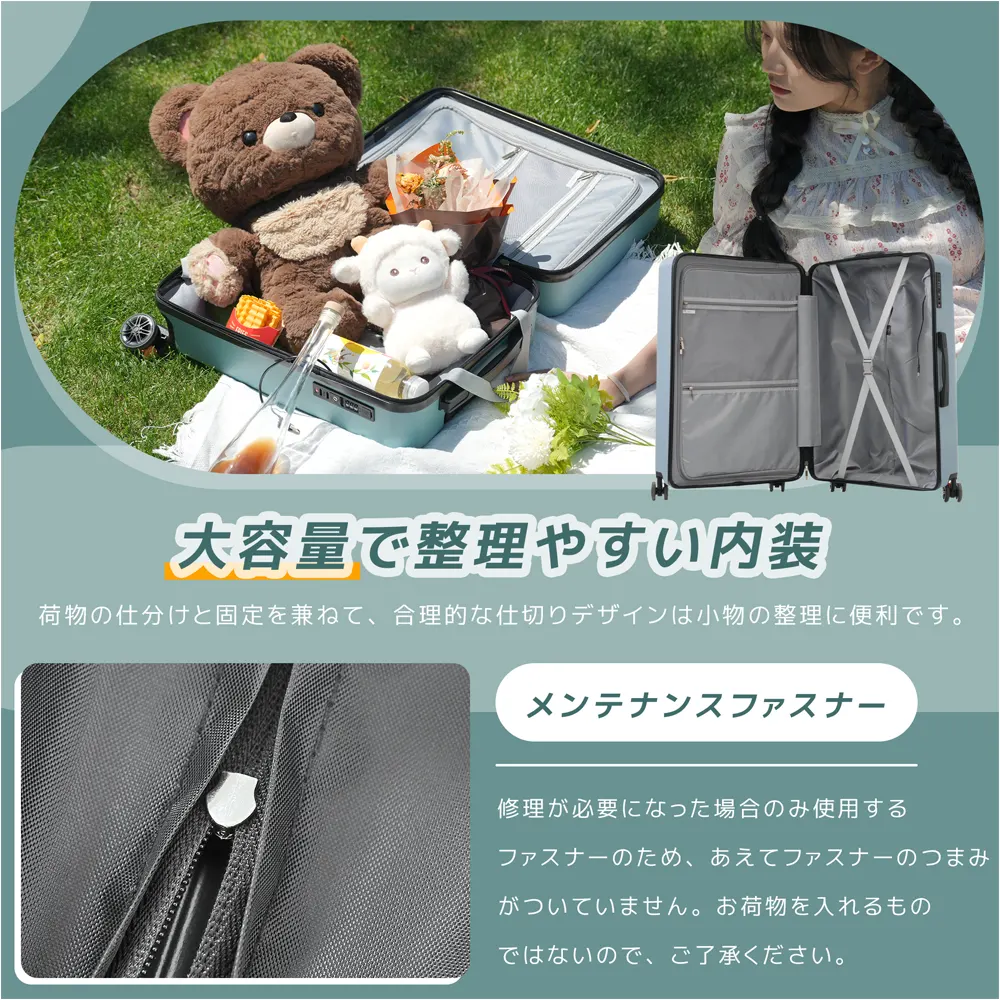 大容量で整理やすい内装
荷物の仕分けと固定を兼ねて、合理的な仕切りデザインは小物の整理に便利です。
メンテナンスファスナー
修理が必要になった場合のみ使用する
ファスナーのため、あえてファスナーのつまみ
がついていません。お荷物を入れるもの
ではないので、ご了承ください。